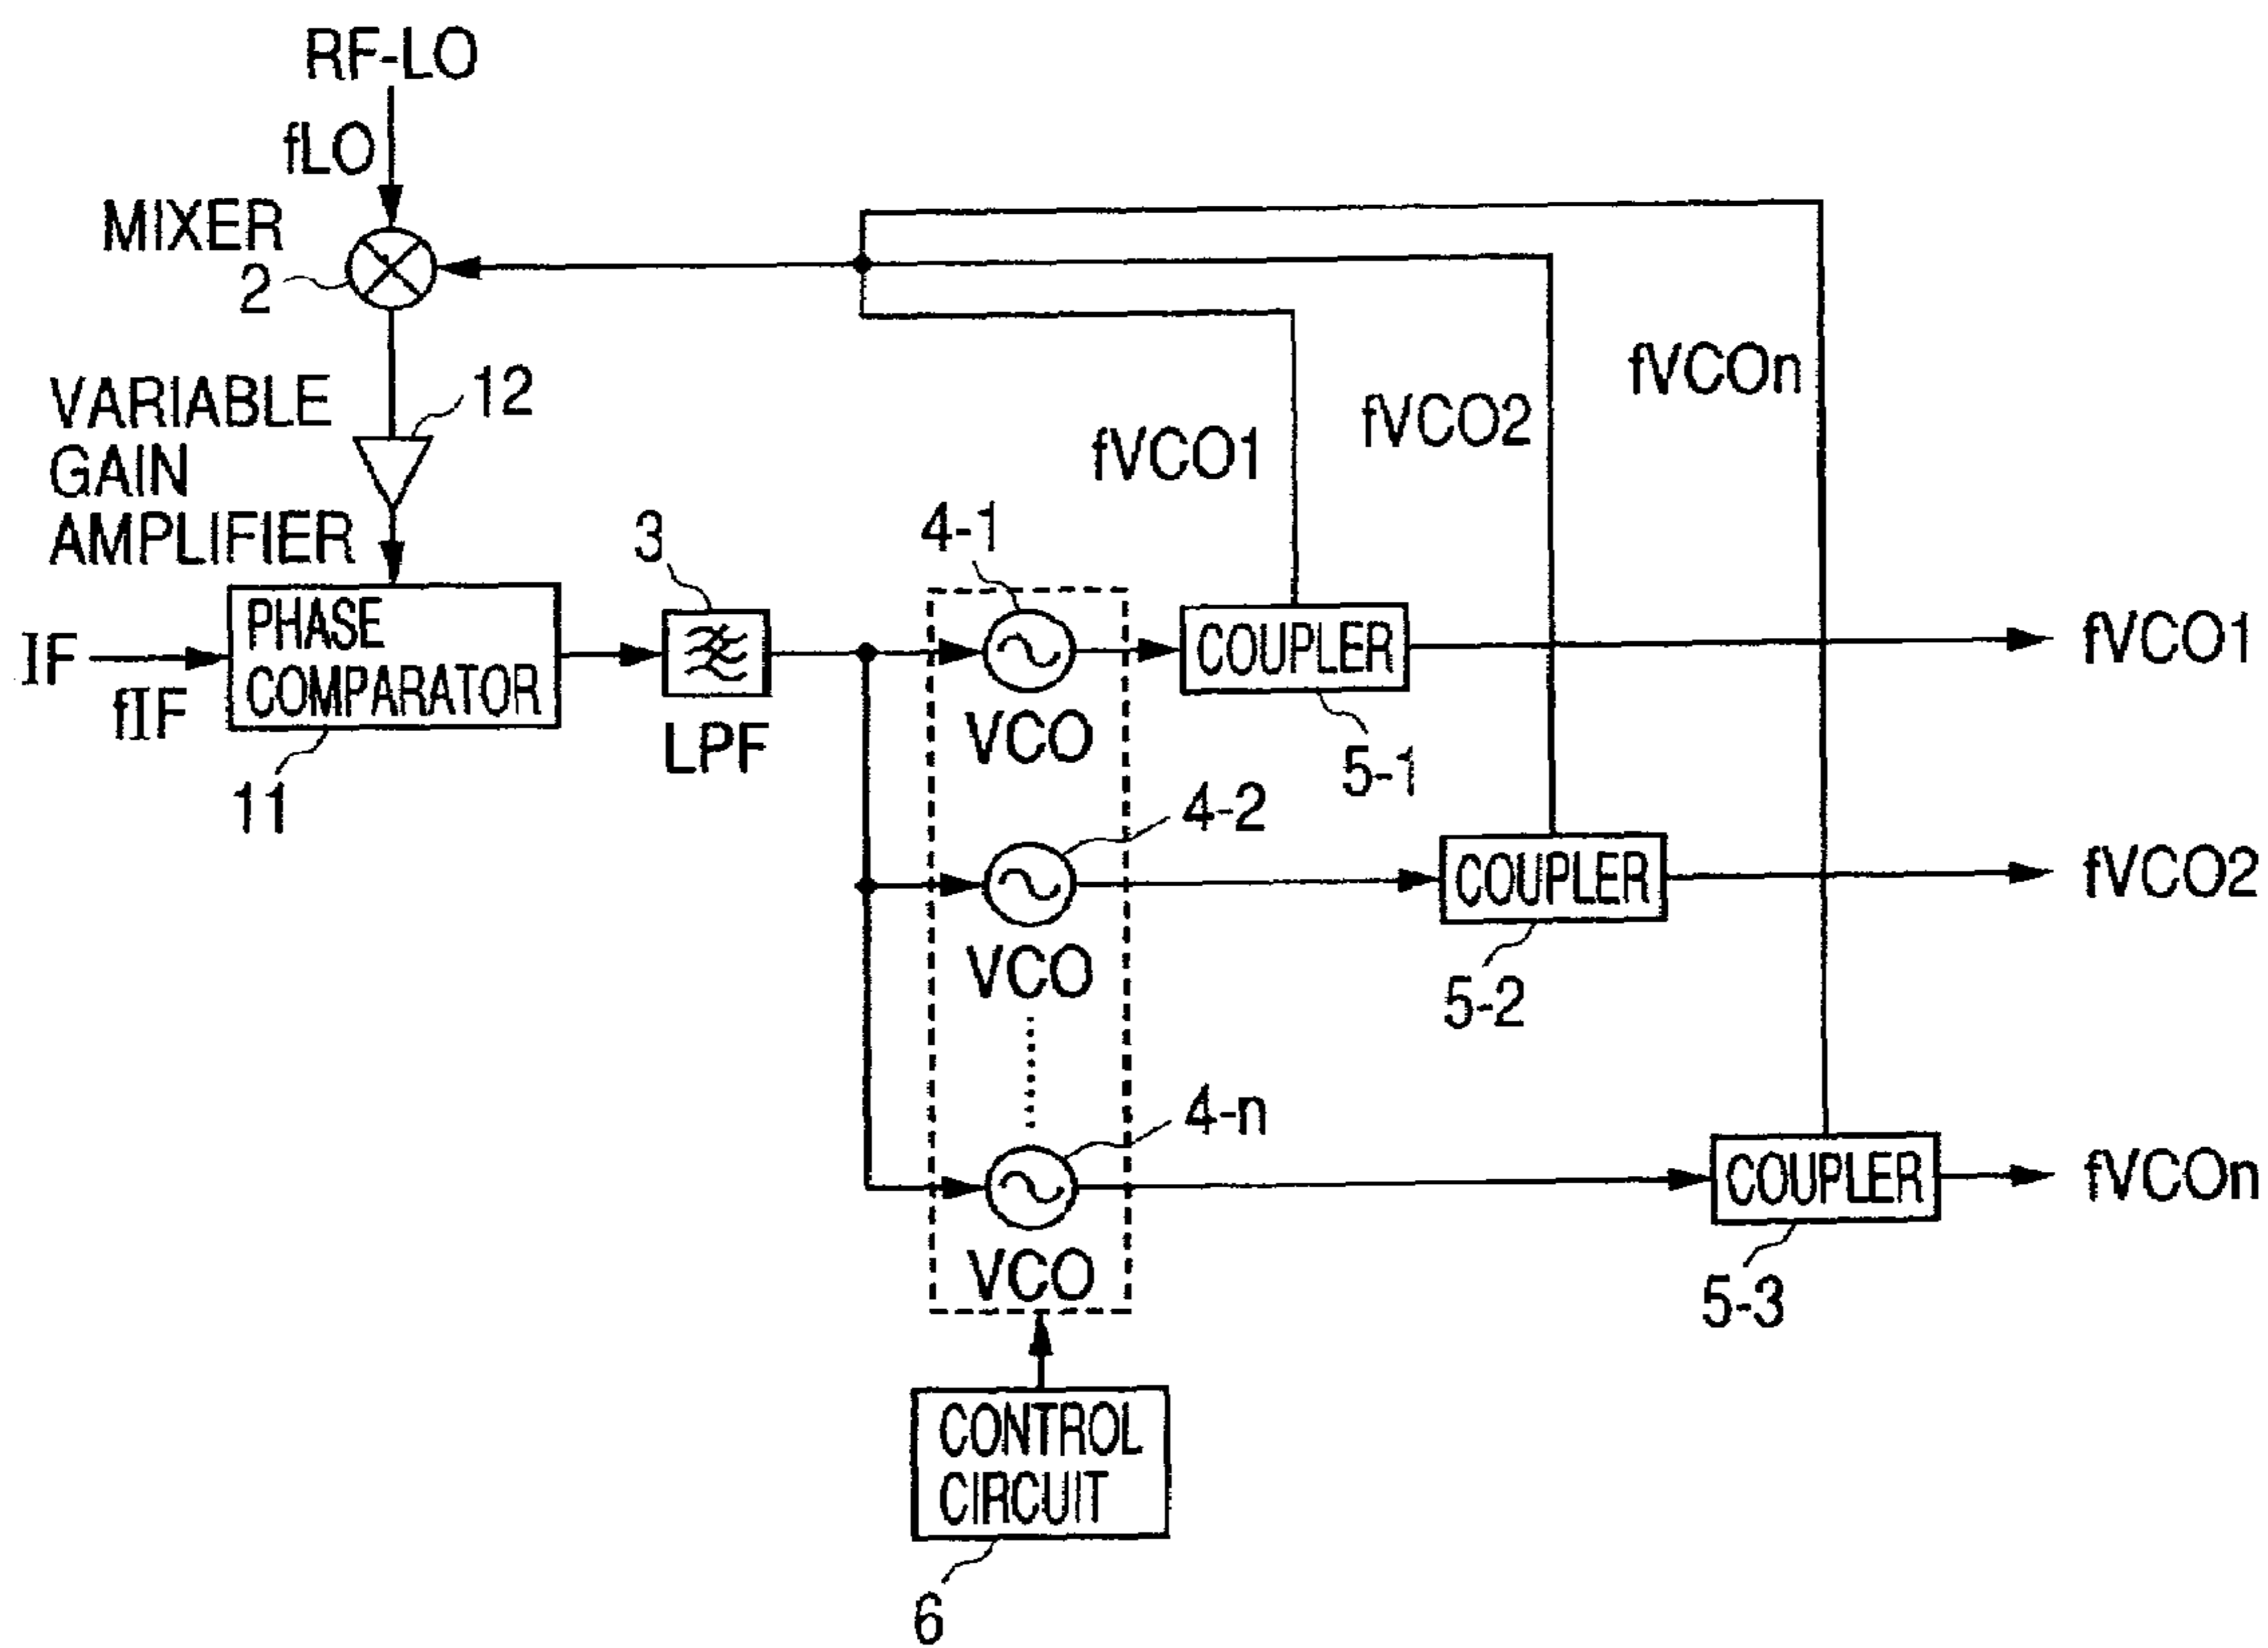 RF-LO
fLO
MIXER
2
VARIABLE
GAIN
AMPLIFIER
12
fVCO1
fVCO2
fVCOn
IF
fIF
PHASE
COMPARATOR
11
3
LPF
4-1
VCO
COUPLER
5-1
fVCO1
4-2
VCO
COUPLER
5-2
fVCO2
4-n
VCO
COUPLER
5-3
fVCOn
CONTROL
CIRCUIT
6